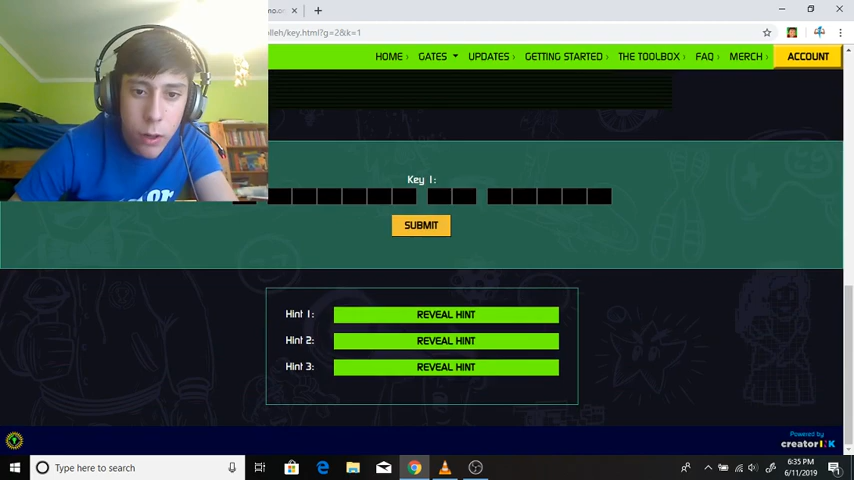 mo.o
lleh/key.html?g=2&k=1
HOME › GATES UPDATES › GETTING STARTED › THE TOOLBOX › FAQ › MERCH › ACCOUNT
Key 1:
SUBMIT
Hint 1: REVEAL HINT
Hint 2: REVEAL HINT
Hint 3: REVEAL HINT
Powered by
Type here to search
6:35 PM
6/11/2019